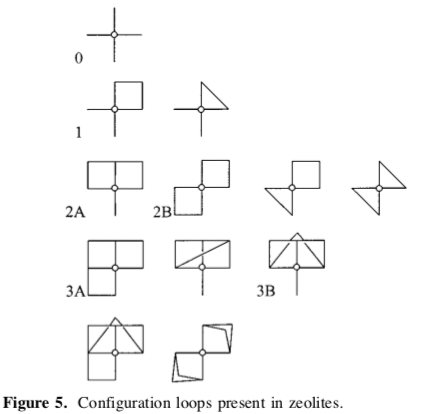 0
1
2A 2B
3A 3B
Figure 5. Configuration loops present in zeolites.